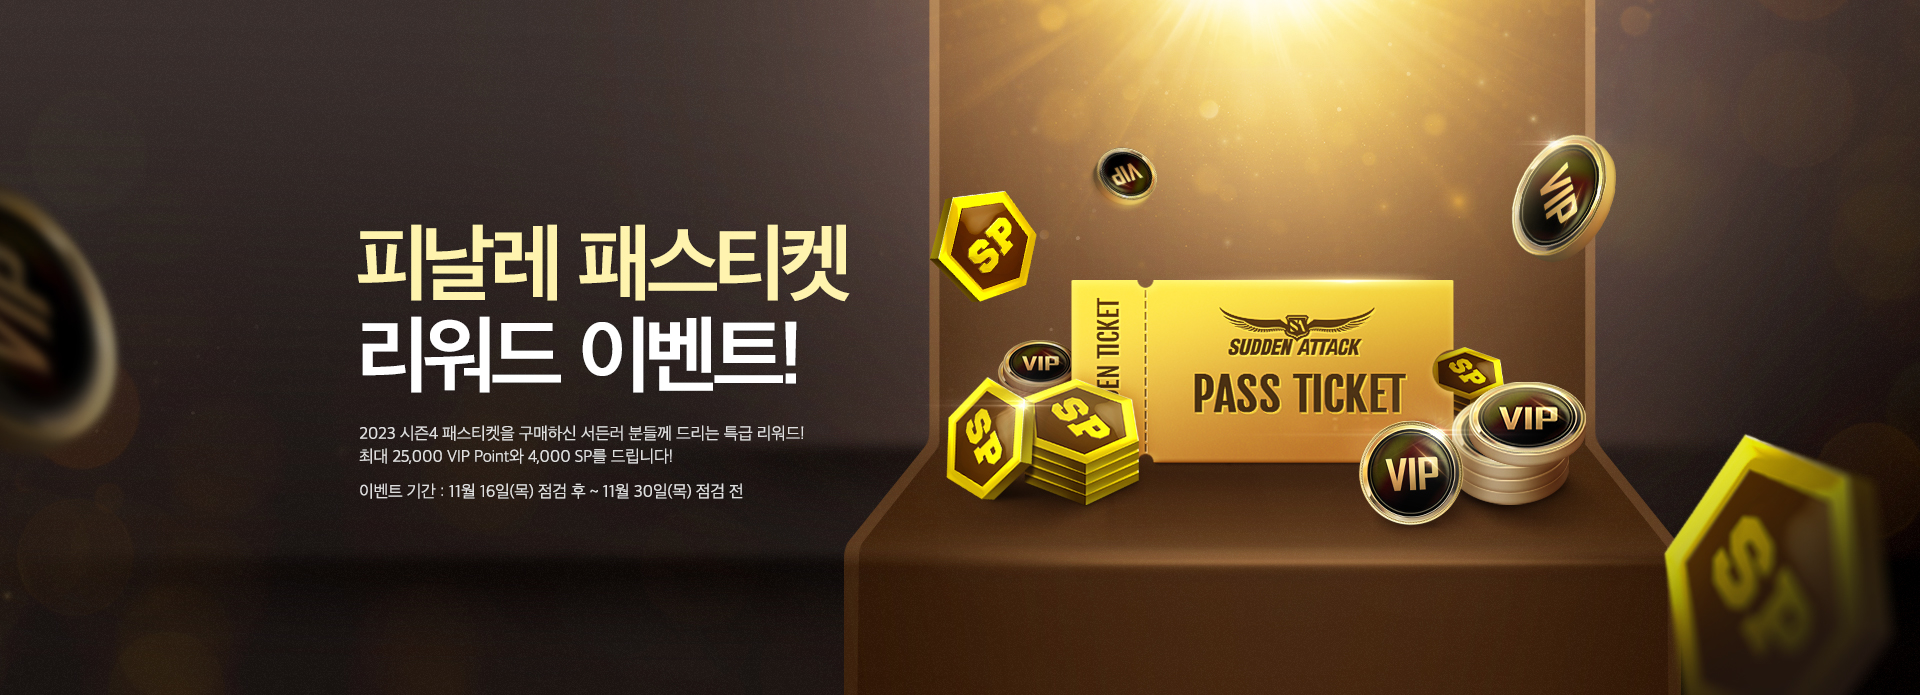 피날레 패스티켓
리워드 이벤트!
2023 시즌4 패스티켓을 구매하신 서든러 분들께 드리는 특급 리워드!
최대 25,000 VIP Point와 4,000 SP를 드립니다!
이벤트 기간 : 11월 16일(목) 점검 후 ~ 11월 30일(목) 점검 전
VIP
VIP
VIP
SP
EN TICKET
SA
SUDDEN ATTACK
PASS TICKET
VIP
SP
SP
SP
VIP
VIP
SP